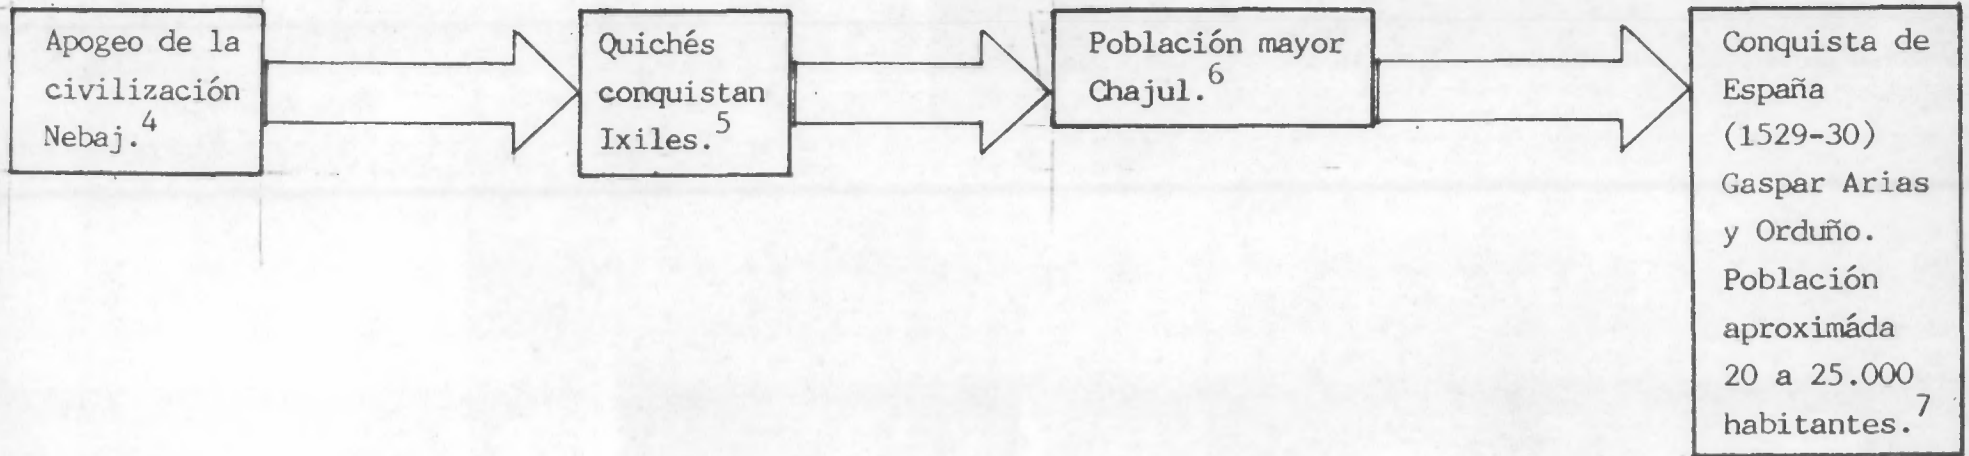 Apogeo de la
civilización
Nebaj.4
Quichés
conquistan
Ixiles.5
Población mayor
Chajul.6
Conquista de
España
(1529-30)
Gaspar Arias
y Orduño.
Población
aproximáda
20 a 25.000
habitantes.7